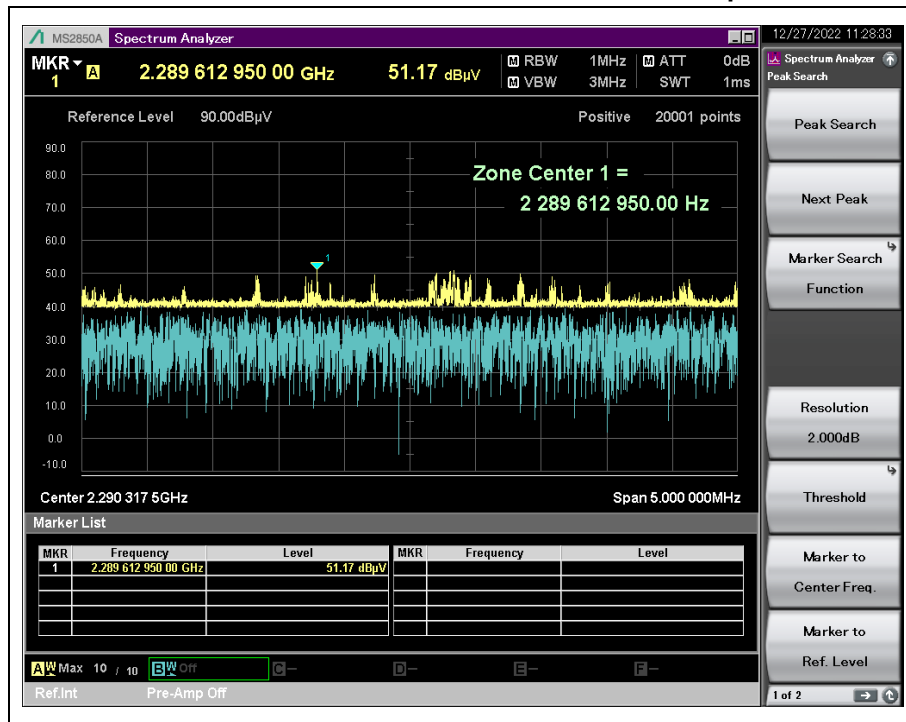 MS2850A Spectrum Analyzer
12/27/2022 11:28:33
MKR 1 A 2.289 612 950 00 GHz 51.17 dBµV
M RBW 1MHz M ATT 0dB
M VBW 3MHz SWT 1ms
Spectrum Analyzer
Peak Search
Reference Level 90.00dBµV Positive 20001 points
90.0
80.0
70.0
60.0
50.0
40.0
30.0
20.0
10.0
0.0
-10.0
Zone Center 1 =
2 289 612 950.00 Hz
1
Center 2.290 317 5GHz Span 5.000 000MHz
Marker List
MKR Frequency Level MKR Frequency Level
1 2.289 612 950 00 GHz 51.17 dBµV
A W Max 10 / 10 B W Off C – D – E – F –
Ref.Int Pre-Amp Off
Peak Search
Next Peak
Marker Search
Function
Resolution
2.000dB
Threshold
Marker to
Center Freq.
Marker to
Ref. Level
1 of 2